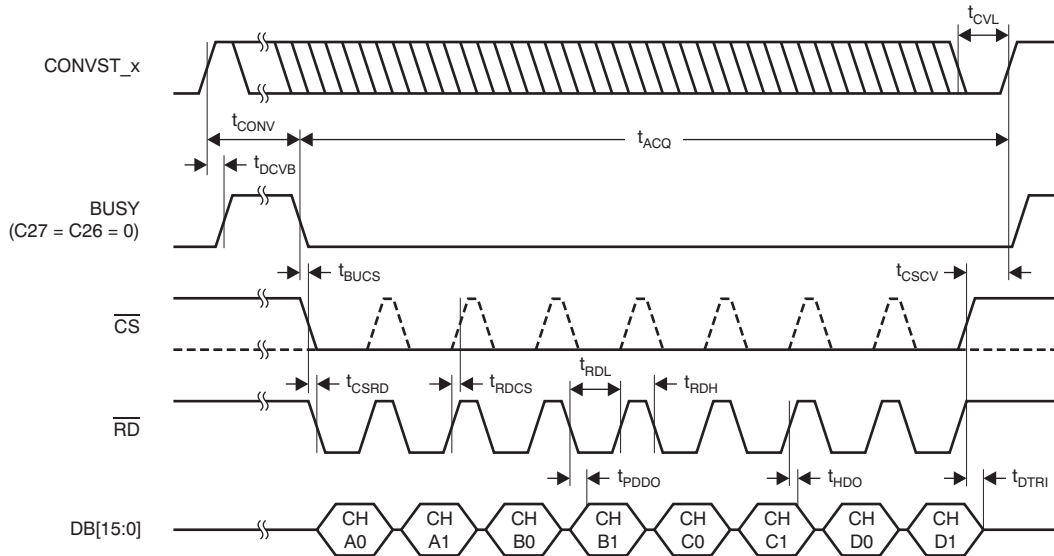 t_CVL
CONVST_x
t_CONV
t_ACQ
t_DCVB
BUSY
(C27 = C26 = 0)
t_BUCS
t_CSCV
CS
t_CSRD
t_RDCS
t_RDL
t_RDH
RD
t_PDDO
t_HDO
t_DTRI
DB[15:0]
CH CH CH CH CH CH CH CH
A0 A1 B0 B1 C0 C1 D0 D1